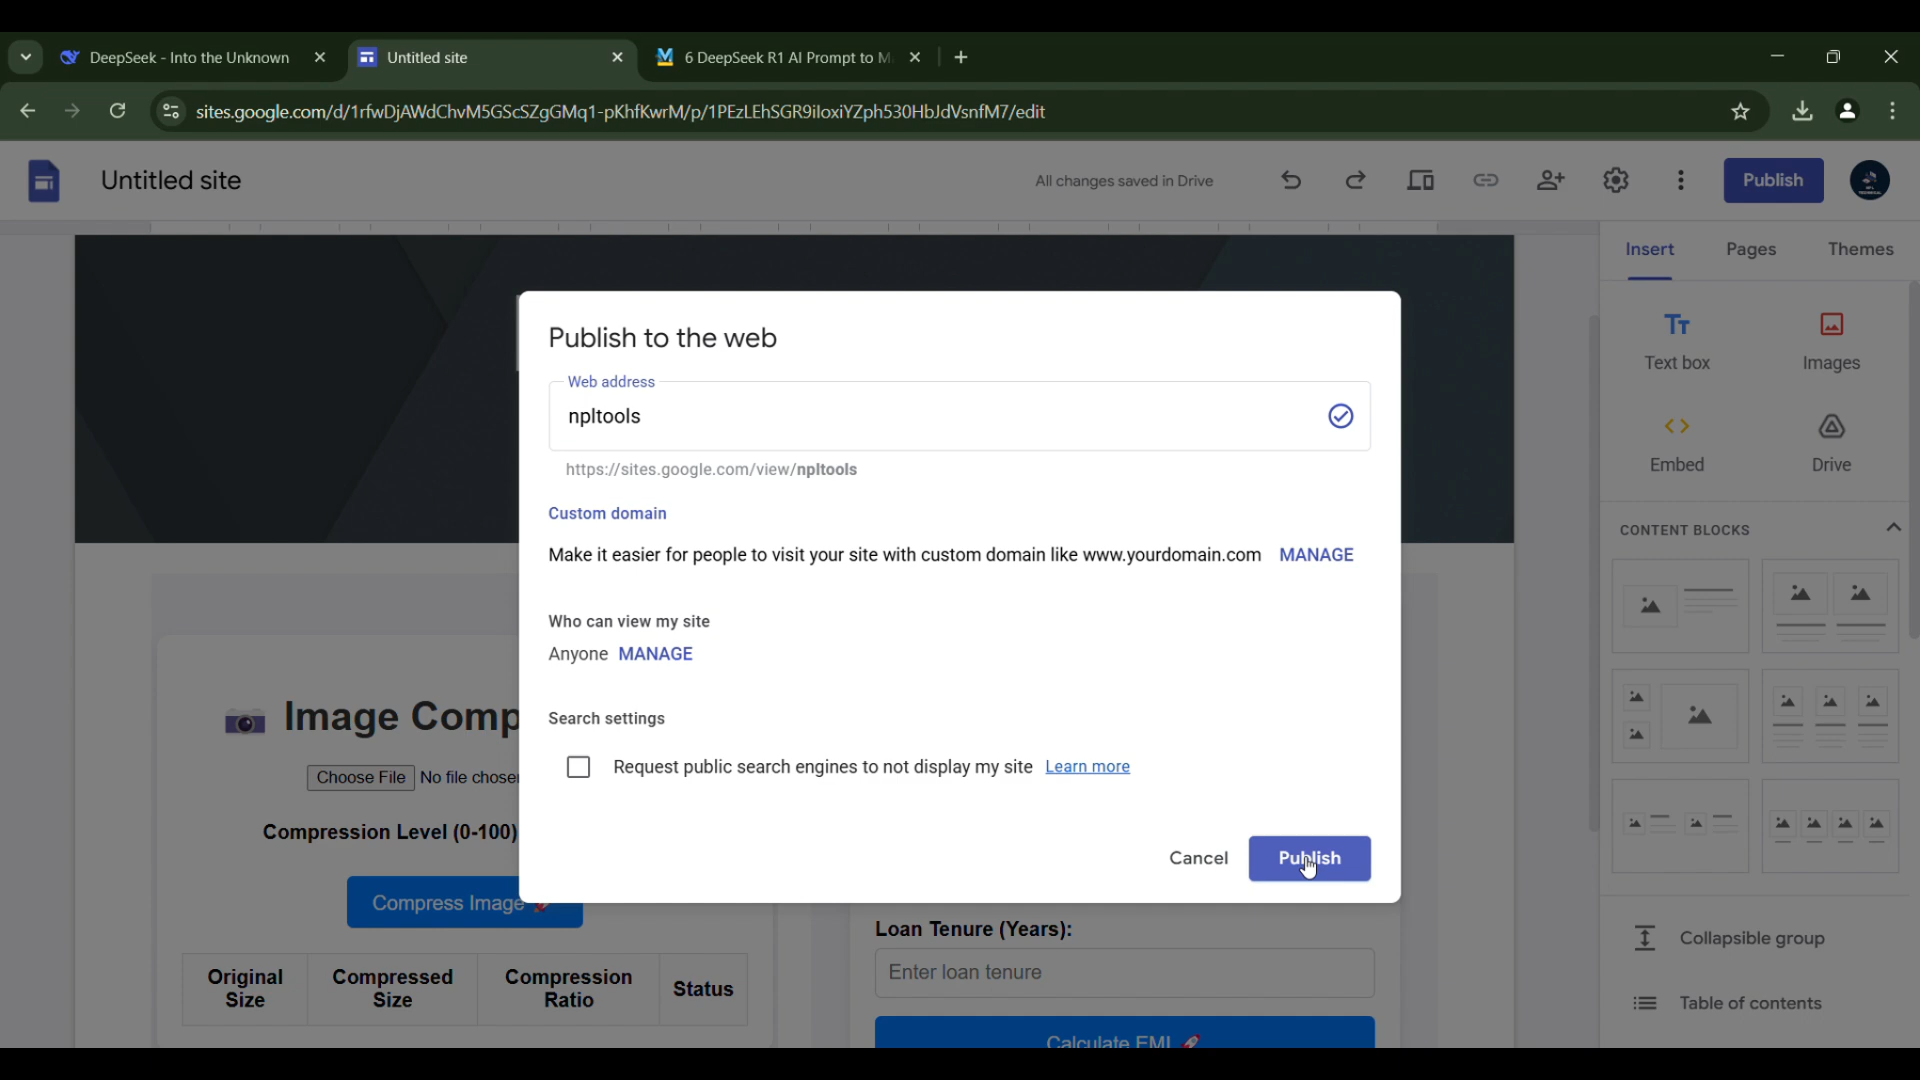 DeepSeek - Into the Unknown
Untitled site
6 DeepSeek R1 AI Prompt to M
sites.google.com/d/1rfwDjAWdChvM5GScSZgGMq1-pKhfKwrM/p/1PEzLEhSGR9iloxiYZph530HbJdVsnfM7/edit
Untitled site
All changes saved in Drive
Publish
Insert Pages Themes
Publish to the web
Web address
Text box Images
npltools
https://sites.google.com/view/npltools
Embed Drive
Custom domain
CONTENT BLOCKS
Make it easier for people to visit your site with custom domain like www.yourdomain.com MANAGE
Who can view my site
Anyone MANAGE
Image Comp
Search settings
Choose File No file chose
Request public search engines to not display my site Learn more
Compression Level (0-100)
Cancel Publish
Compress Image
Loan Tenure (Years):
Collapsible group
Enter loan tenure
Original Size
Compressed Size
Compression Ratio
Status
Table of contents
Calculate EMI